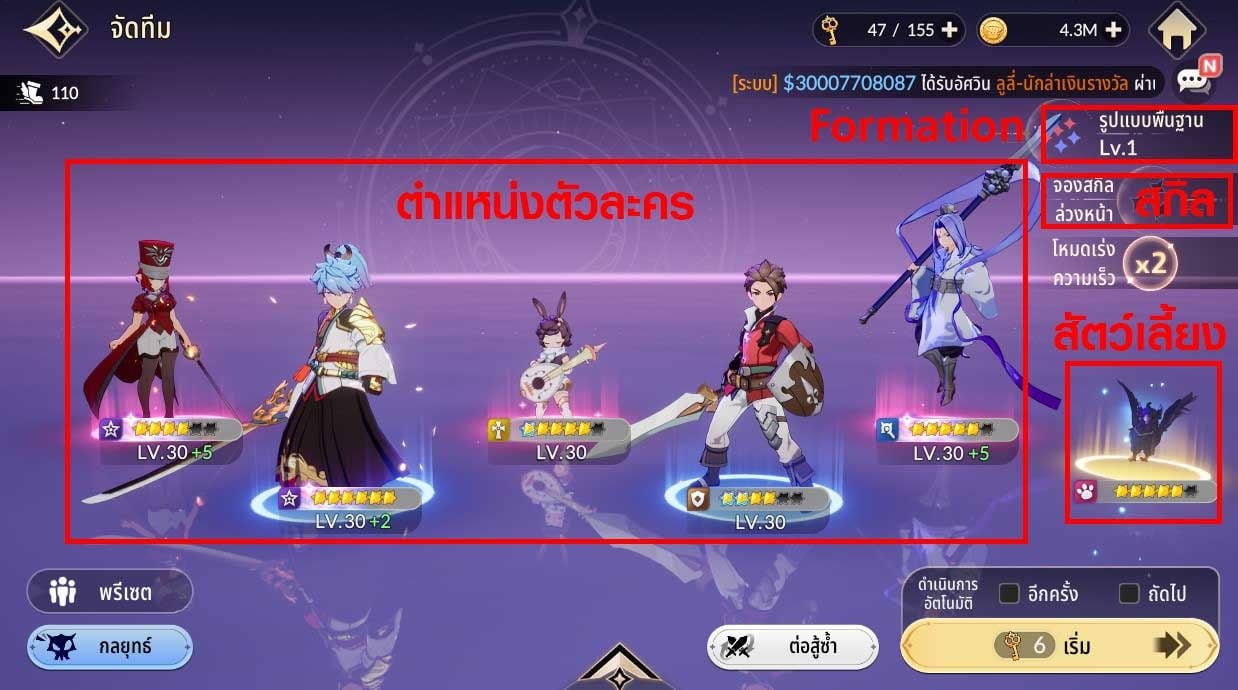 จัดทีม
47 / 155
4.3M
N
110
[ระบบ] $30007708087 ได้รับอัศวิน ลูลี่-นักล่าเงินรางวัล ผ่าน
Formation
รูปแบบพื้นฐาน
Lv.1
ตำแหน่งตัวละคร
จองสกิล
ล่วงหน้า
สกิล
โหมดเร่ง
ความเร็ว
x2
สัตว์เลี้ยง
LV.30 +5
LV.30 +2
LV.30
LV.30
LV.30 +5
พรีเซต
กลยุทธ์
ต่อสู้ซ้ำ
ดำเนินการ
อัตโนมัติ
อีกครั้ง
ถัดไป
6 เริ่ม